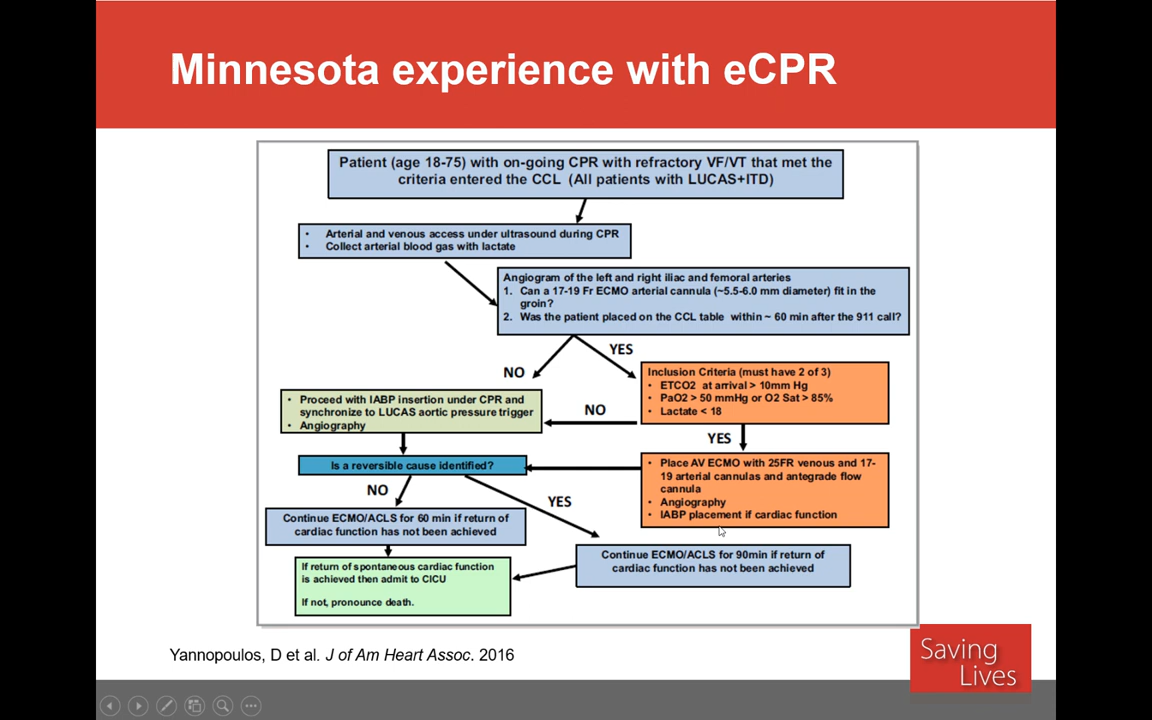 Minnesota experience with eCPR
Patient (age 18-75) with on-going CPR with refractory VF/VT that met the
criteria entered the CCL (All patients with LUCAS+ITD)
• Arterial and venous access under ultrasound during CPR
• Collect arterial blood gas with lactate
Angiogram of the left and right iliac and femoral arteries
1. Can a 17-19 Fr ECMO arterial cannula (~5.5-6.0 mm diameter) fit in the
groin?
2. Was the patient placed on the CCL table within ~ 60 min after the 911 call?
YES
NO
Inclusion Criteria (must have 2 of 3)
• ETCO2 at arrival > 10mm Hg
• PaO2 > 50 mmHg or O2 Sat > 85%
• Lactate < 18
• Proceed with IABP insertion under CPR and
synchronize to LUCAS aortic pressure trigger
• Angiography
NO
YES
• Place AV ECMO with 25FR venous and 17-
19 arterial cannulas and antegrade flow
cannula
• Angiography
• IABP placement if cardiac function
Is a reversible cause identified?
NO
YES
Continue ECMO/ACLS for 60 min if return of
cardiac function has not been achieved
Continue ECMO/ACLS for 90min if return of
cardiac function has not been achieved
If return of spontaneous cardiac function
is achieved then admit to CICU
If not, pronounce death.
Yannopoulos, D et al. J of Am Heart Assoc. 2016
Saving
Lives